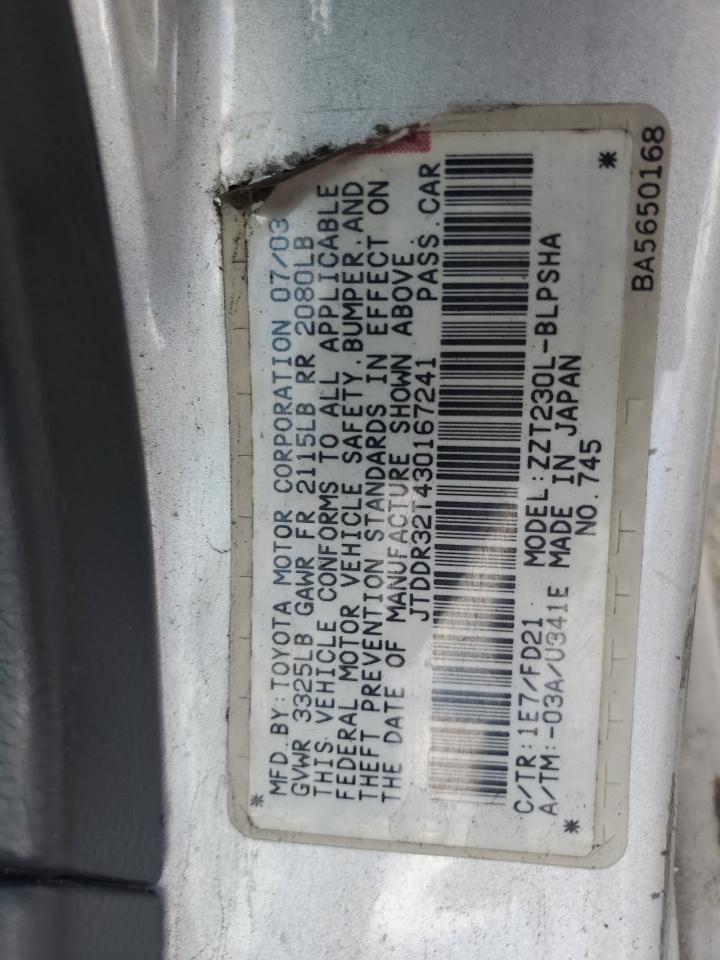 MFD.BY:TOYOTA MOTOR CORPORATION 07/03
GVWR 3325LB GAWR FR 2115LB RR 2080LB
THIS VEHICLE CONFORMS TO ALL APPLICABLE
FEDERAL MOTOR VEHICLE SAFETY,BUMPER,AND
THEFT PREVENTION STANDARDS IN EFFECT ON
THE DATE OF MANUFACTURE SHOWN ABOVE.
JTDDR32T430167241 PASS.CAR
C/TR:1E7/FD21 MODEL:ZZT230L-BLPSHA
A/TM:-03A/U341E MADE IN JAPAN
NO.745
BA5650168